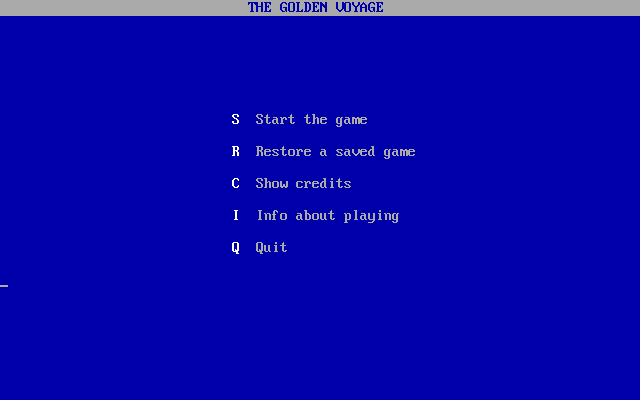 THE GOLDEN VOYAGE
S Start the game
R Restore a saved game
C Show credits
I Info about playing
Q Quit